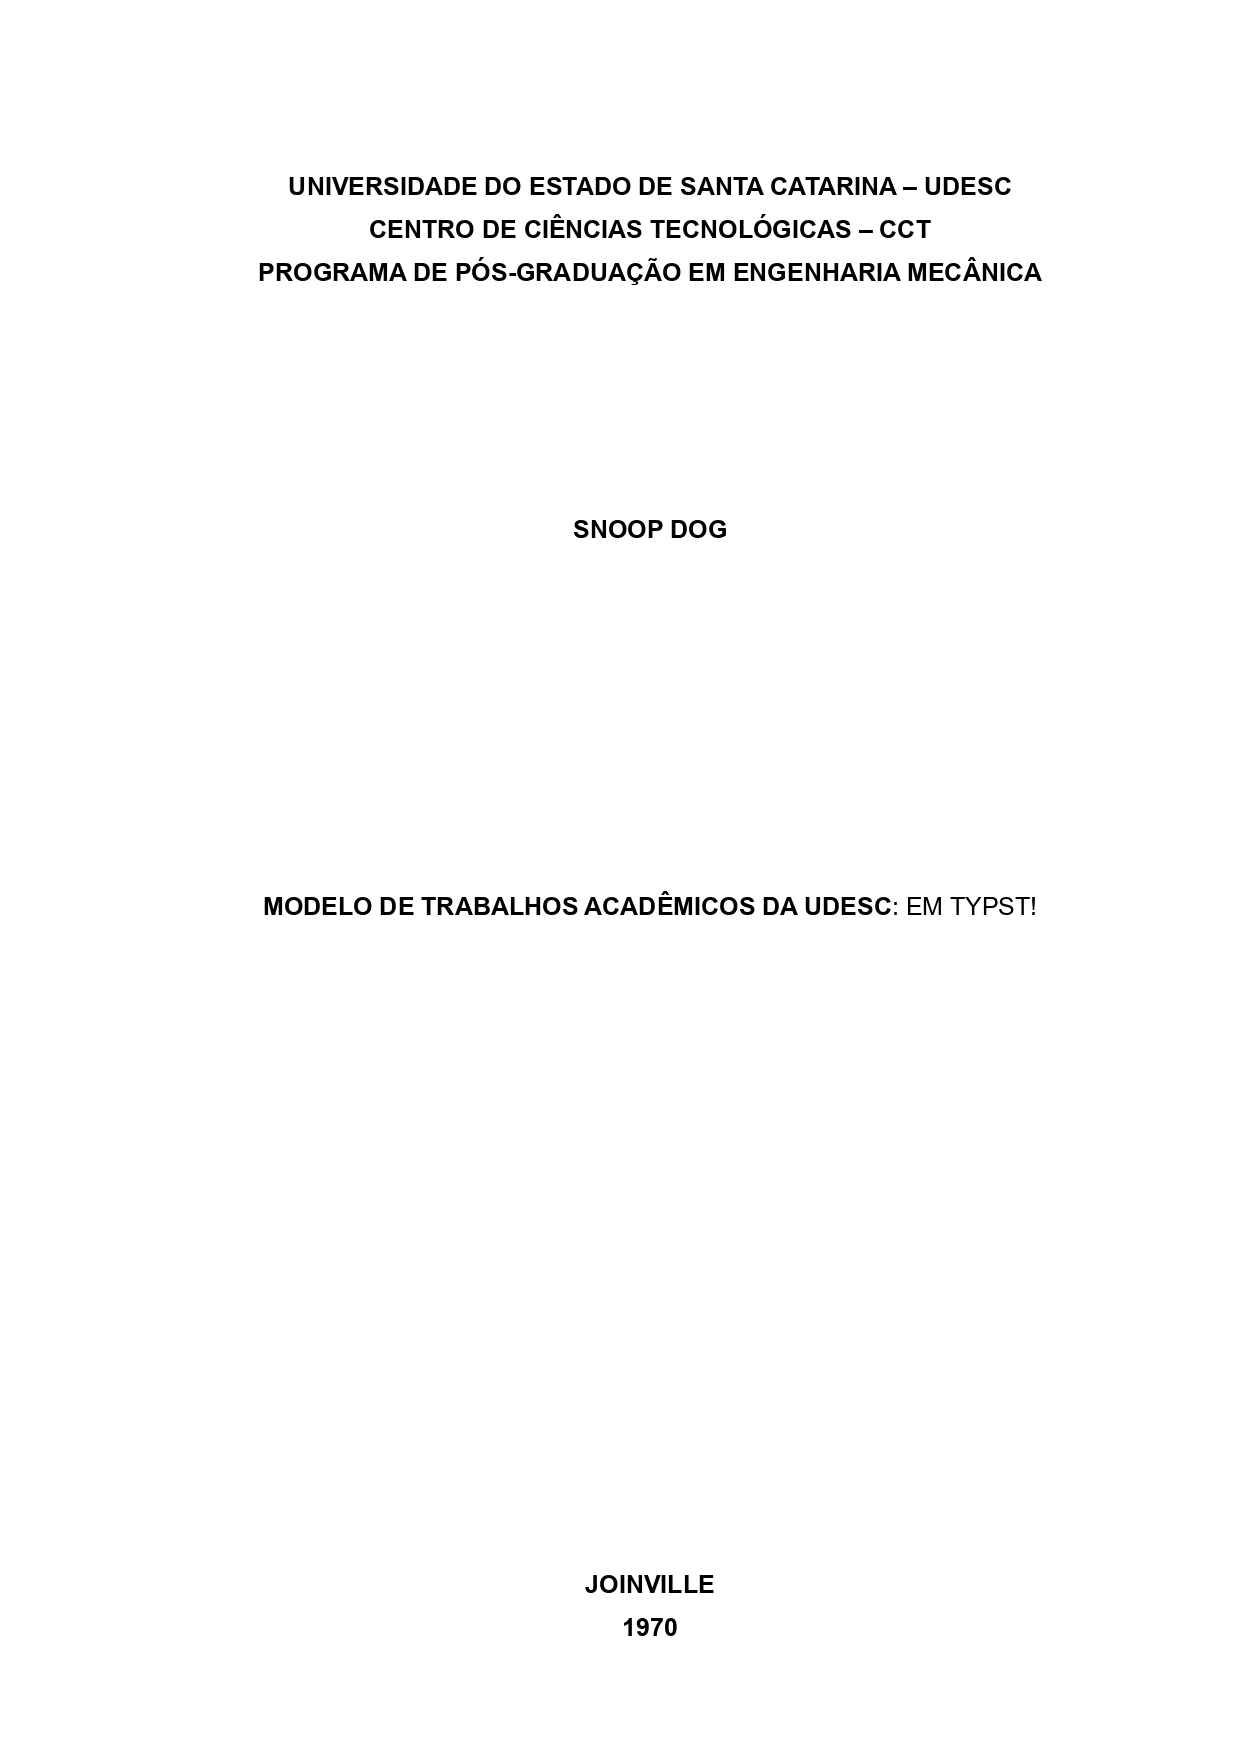 UNIVERSIDADE DO ESTADO DE SANTA CATARINA – UDESC
CENTRO DE CIÊNCIAS TECNOLÓGICAS – CCT
PROGRAMA DE PÓS-GRADUAÇÃO EM ENGENHARIA MECÂNICA
SNOOP DOG
MODELO DE TRABALHOS ACADÊMICOS DA UDESC: EM TYPST!
JOINVILLE
1970